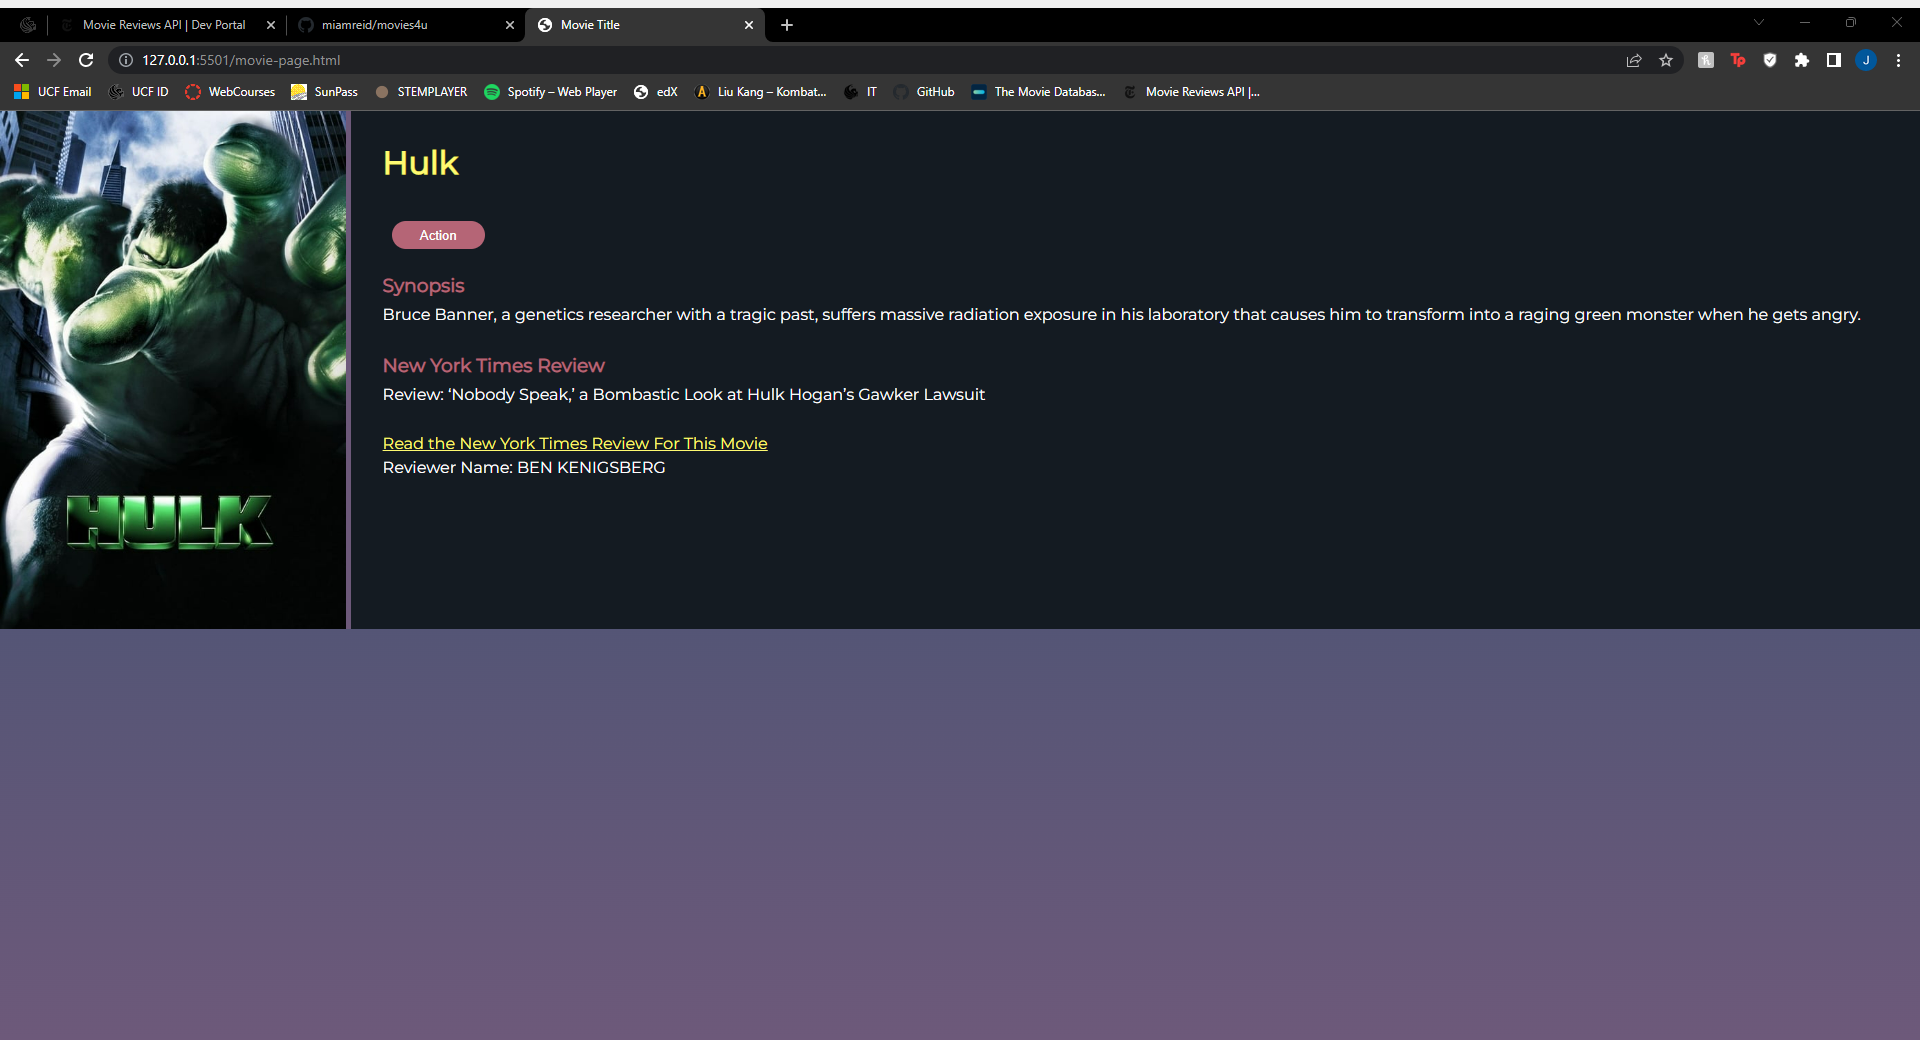 Movie Reviews API | Dev Portal
miamreid/movies4u
Movie Title
127.0.0.1:5501/movie-page.html
Tp
J
UCF Email
UCF ID
WebCourses
SunPass
STEMPLAYER
Spotify – Web Player
edX
Liu Kang – Kombat...
IT
GitHub
The Movie Databas...
Movie Reviews API |...
Hulk
Action
Synopsis
Bruce Banner, a genetics researcher with a tragic past, suffers massive radiation exposure in his laboratory that causes him to transform into a raging green monster when he gets angry.
New York Times Review
Review: ‘Nobody Speak,’ a Bombastic Look at Hulk Hogan’s Gawker Lawsuit
Read the New York Times Review For This Movie
Reviewer Name: BEN KENIGSBERG
HULK